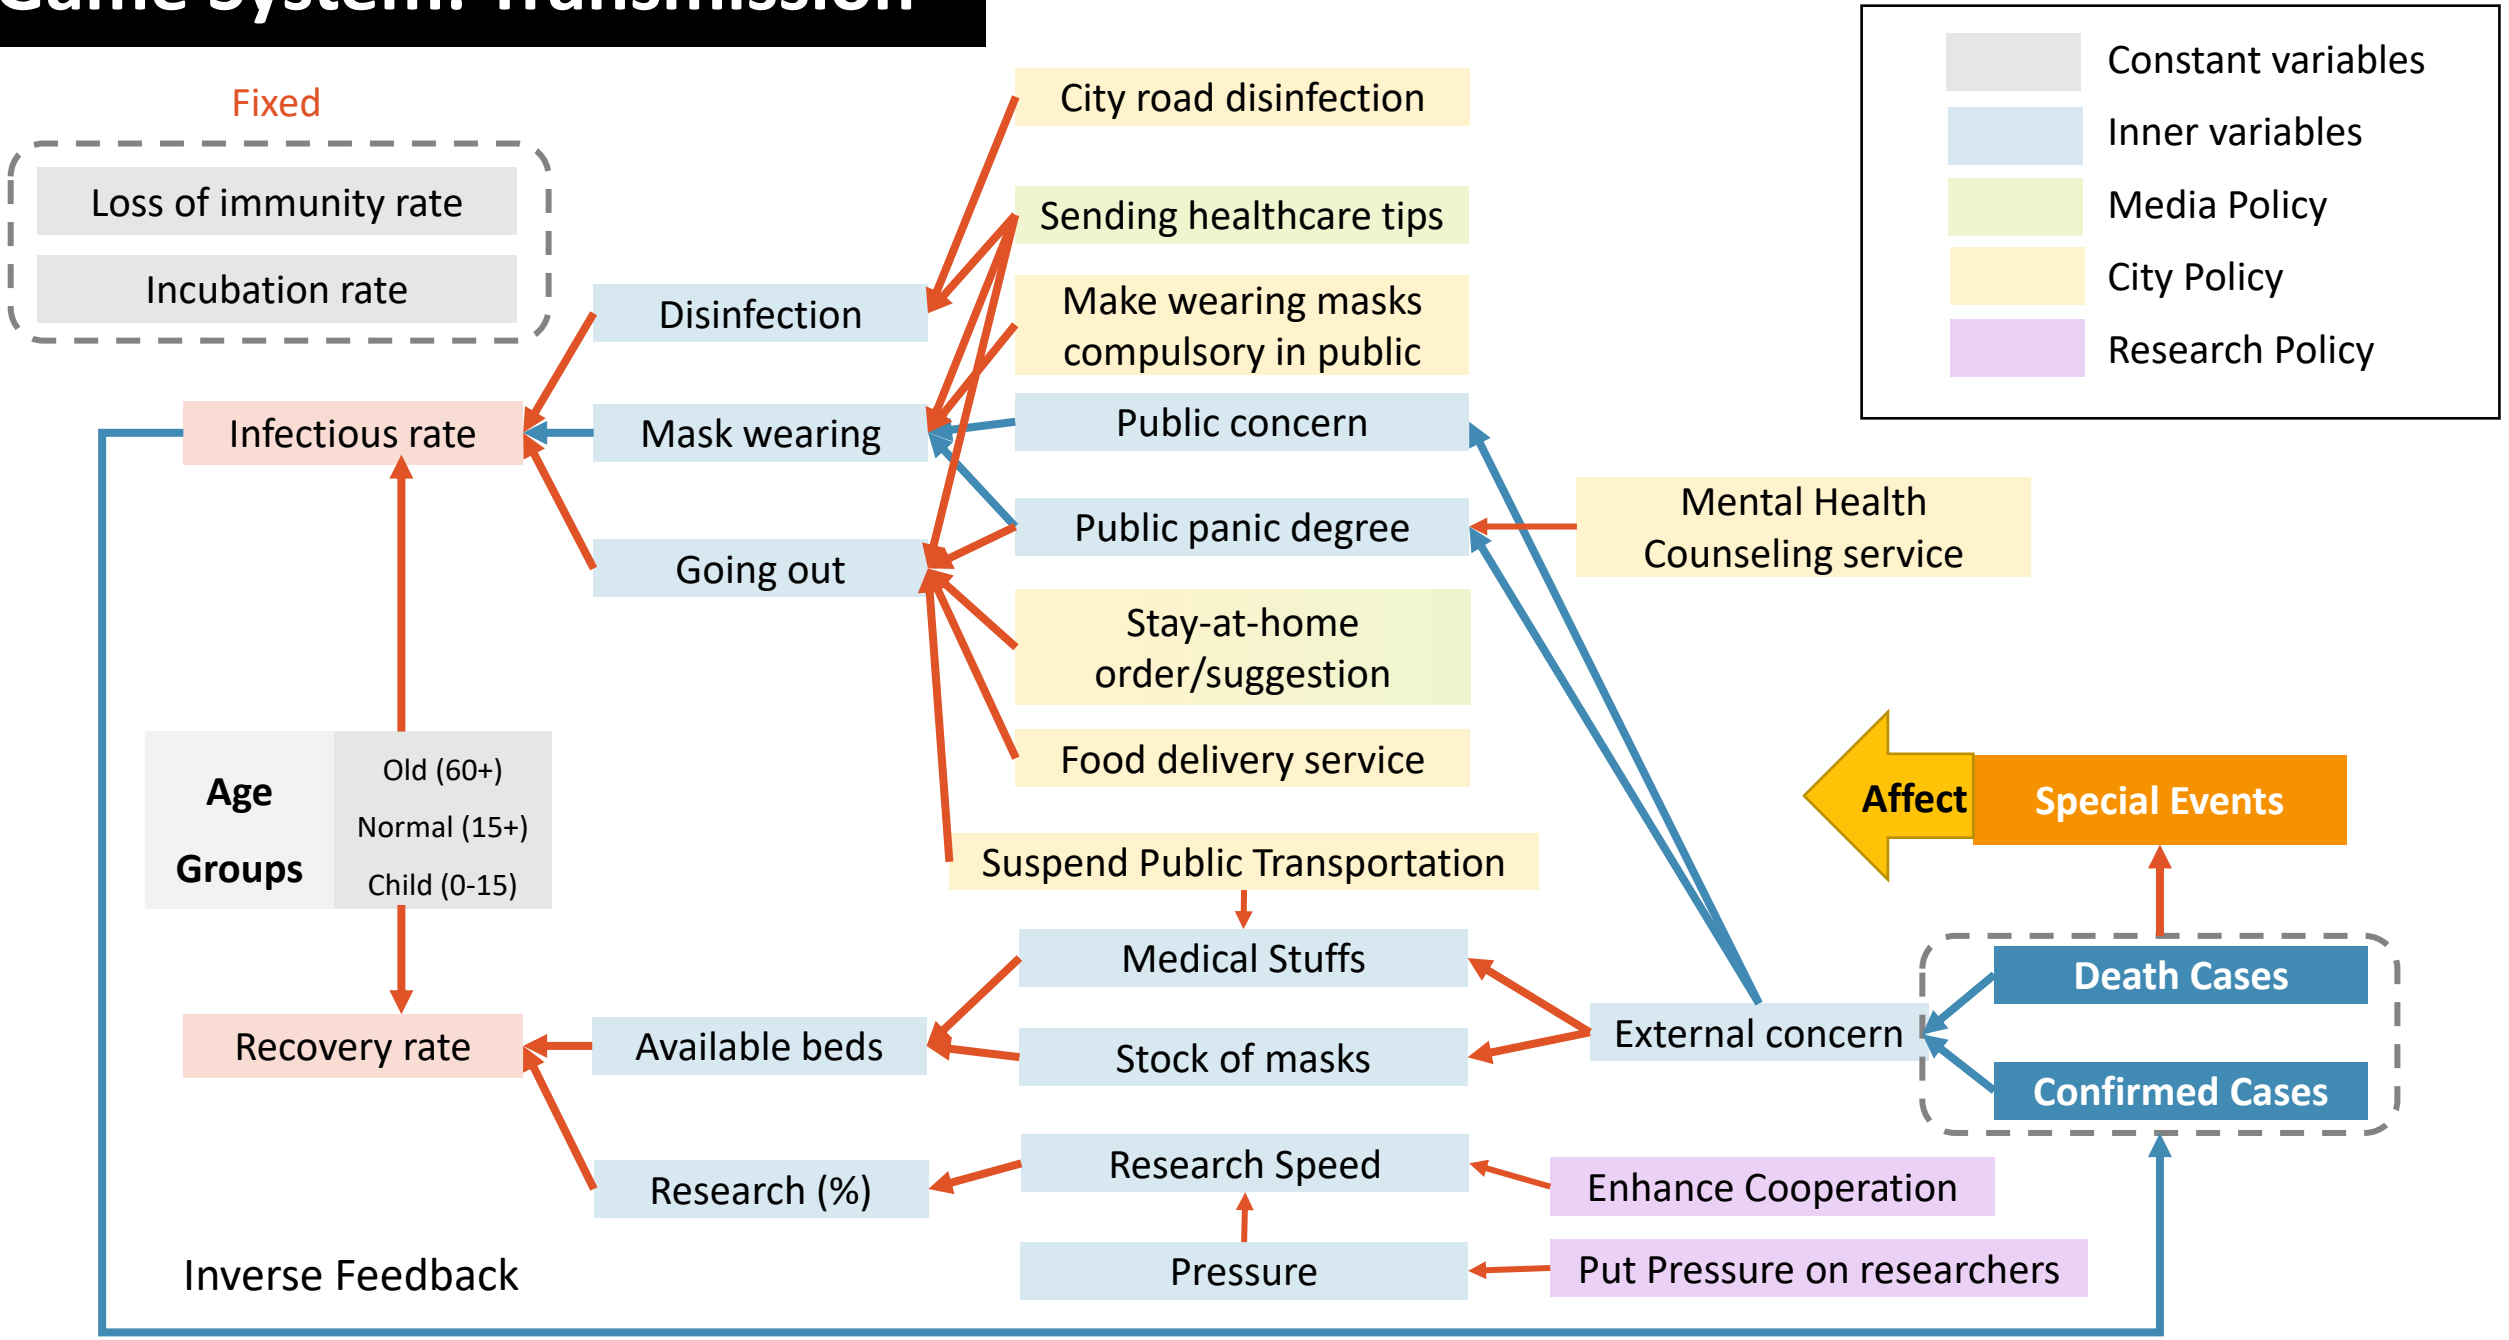 Game System: Transmission
Constant variables
Inner variables
Media Policy
City Policy
Research Policy
Fixed
Loss of immunity rate
Incubation rate
City road disinfection
Sending healthcare tips
Disinfection
Make wearing masks
compulsory in public
Infectious rate
Mask wearing
Public concern
Going out
Public panic degree
Mental Health
Counseling service
Stay-at-home
order/suggestion
Food delivery service
Age
Groups
Old (60+)
Normal (15+)
Child (0-15)
Suspend Public Transportation
Affect
Special Events
Medical Stuffs
Death Cases
Recovery rate
Available beds
Stock of masks
External concern
Confirmed Cases
Research (%)
Research Speed
Enhance Cooperation
Pressure
Put Pressure on researchers
Inverse Feedback